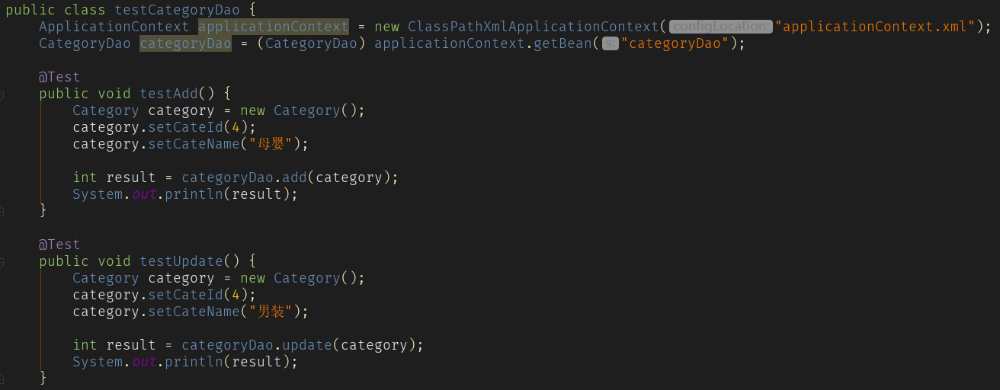 public class testCategoryDao {
ApplicationContext applicationContext = new ClassPathXmlApplicationContext( configLocation: "applicationContext.xml");
CategoryDao categoryDao = (CategoryDao) applicationContext.getBean( s: "categoryDao");
@Test
public void testAdd() {
Category category = new Category();
category.setCateId(4);
category.setCateName("母婴");
int result = categoryDao.add(category);
System.out.println(result);
}
@Test
public void testUpdate() {
Category category = new Category();
category.setCateId(4);
category.setCateName("男装");
int result = categoryDao.update(category);
System.out.println(result);
}